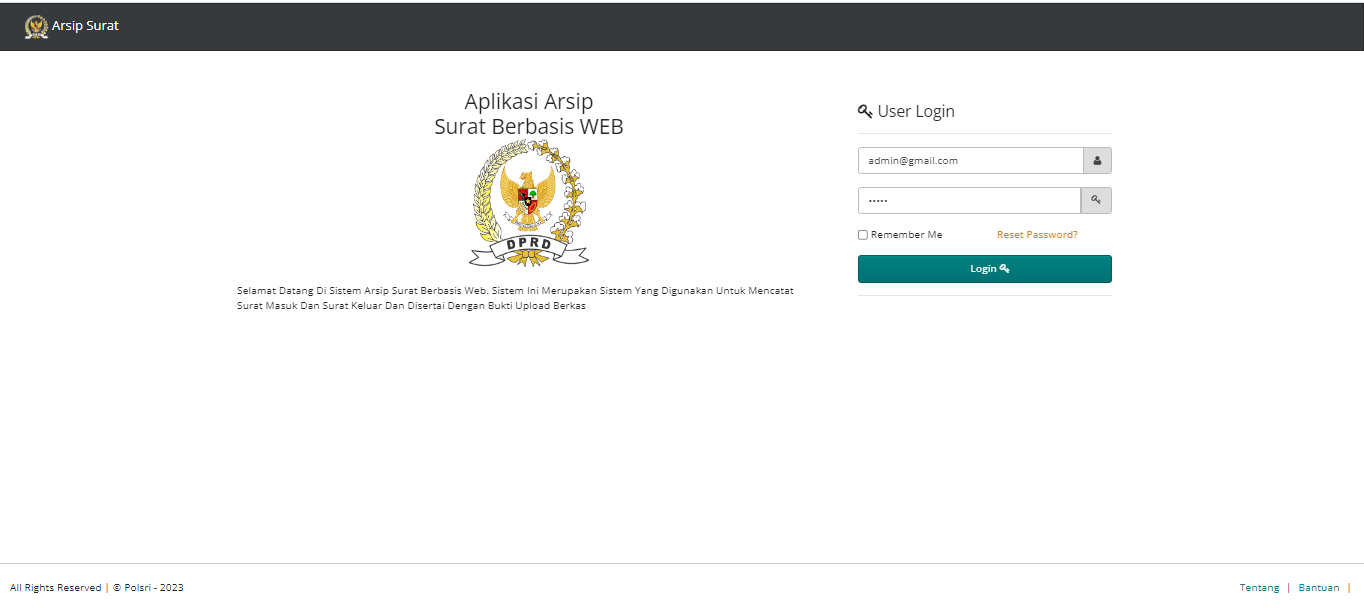 Arsip Surat
Aplikasi Arsip
Surat Berbasis WEB
DPRD
Selamat Datang Di Sistem Arsip Surat Berbasis Web. Sistem Ini Merupakan Sistem Yang Digunakan Untuk Mencatat
Surat Masuk Dan Surat Keluar Dan Disertai Dengan Bukti Upload Berkas
User Login
admin@gmail.com
•••••
Remember Me
Reset Password?
Login
All Rights Reserved | © Polsri - 2023
Tentang | Bantuan |